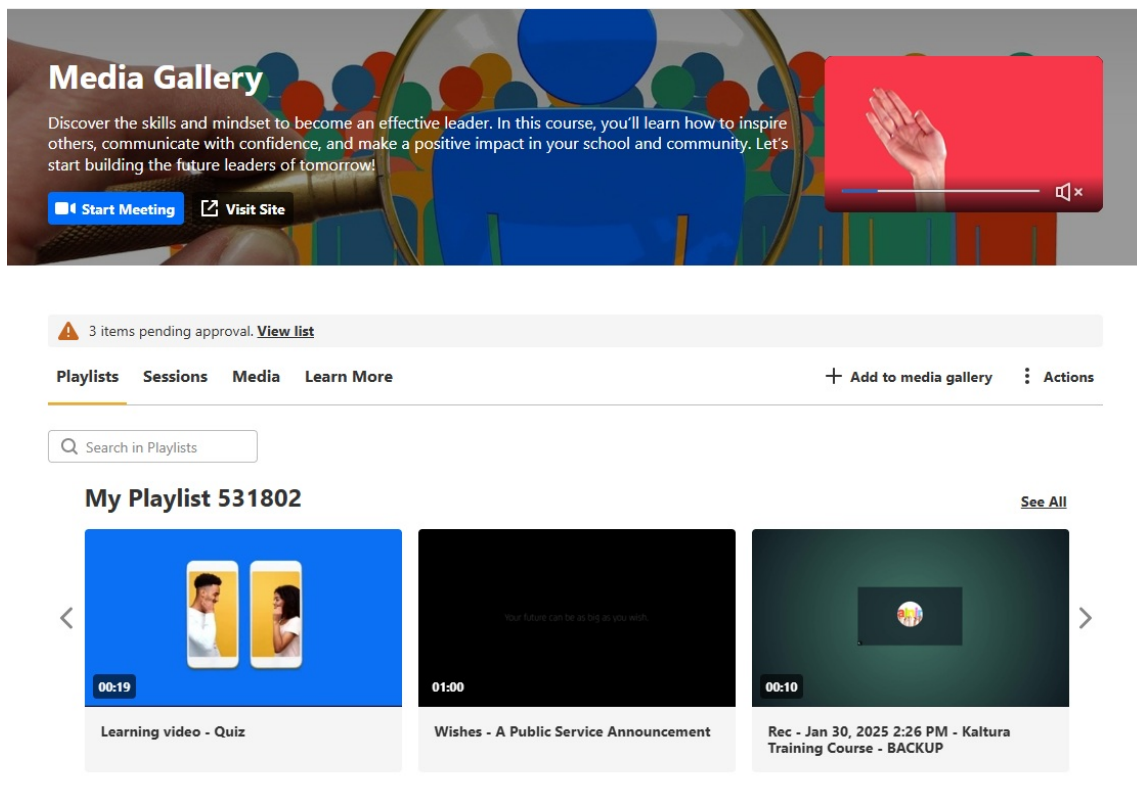 Media Gallery
Discover the skills and mindset to become an effective leader. In this course, you'll learn how to inspire
others, communicate with confidence, and make a positive impact in your school and community. Let's
start building the future leaders of tomorrow!
Start Meeting Visit Site
3 items pending approval. View list
Playlists Sessions Media Learn More + Add to media gallery Actions
Search in Playlists
My Playlist 531802 See All
Your future can be as big as you wish.
00:19 01:00 00:10
Learning video - Quiz Wishes - A Public Service Announcement Rec - Jan 30, 2025 2:26 PM - Kaltura
Training Course - BACKUP